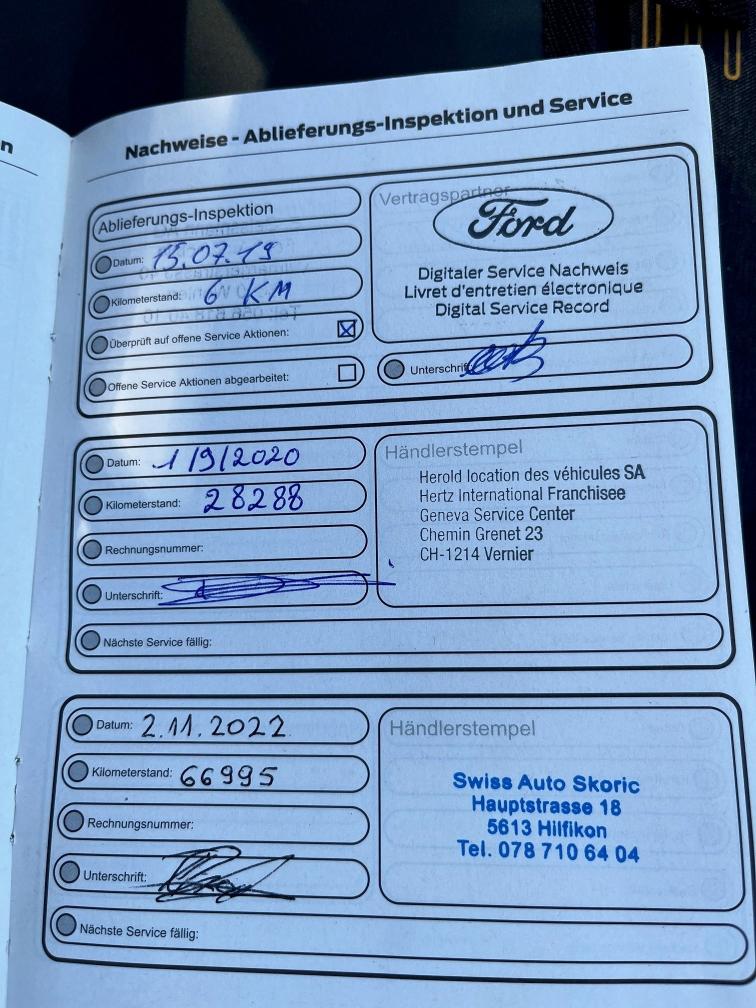 n
Nachweise - Ablieferungs-Inspektion und Service
Ablieferungs-Inspektion
Datum: 15.07.19
Kilometerstand: 6 KM
Überprüft auf offene Service Aktionen:
Offene Service Aktionen abgearbeitet:
Vertragspartner
Ford
Digitaler Service Nachweis
Livret d'entretien électronique
Digital Service Record
Unterschrift
Datum: 1/9/2020
Kilometerstand: 28288
Rechnungsnummer:
Unterschrift:
Nächste Service fällig:
Händlerstempel
Herold location des véhicules SA
Hertz International Franchisee
Geneva Service Center
Chemin Grenet 23
CH-1214 Vernier
Datum: 2.11.2022
Kilometerstand: 66995
Rechnungsnummer:
Unterschrift:
Nächste Service fällig:
Händlerstempel
Swiss Auto Skoric
Hauptstrasse 18
5613 Hilfikon
Tel. 078 710 64 04